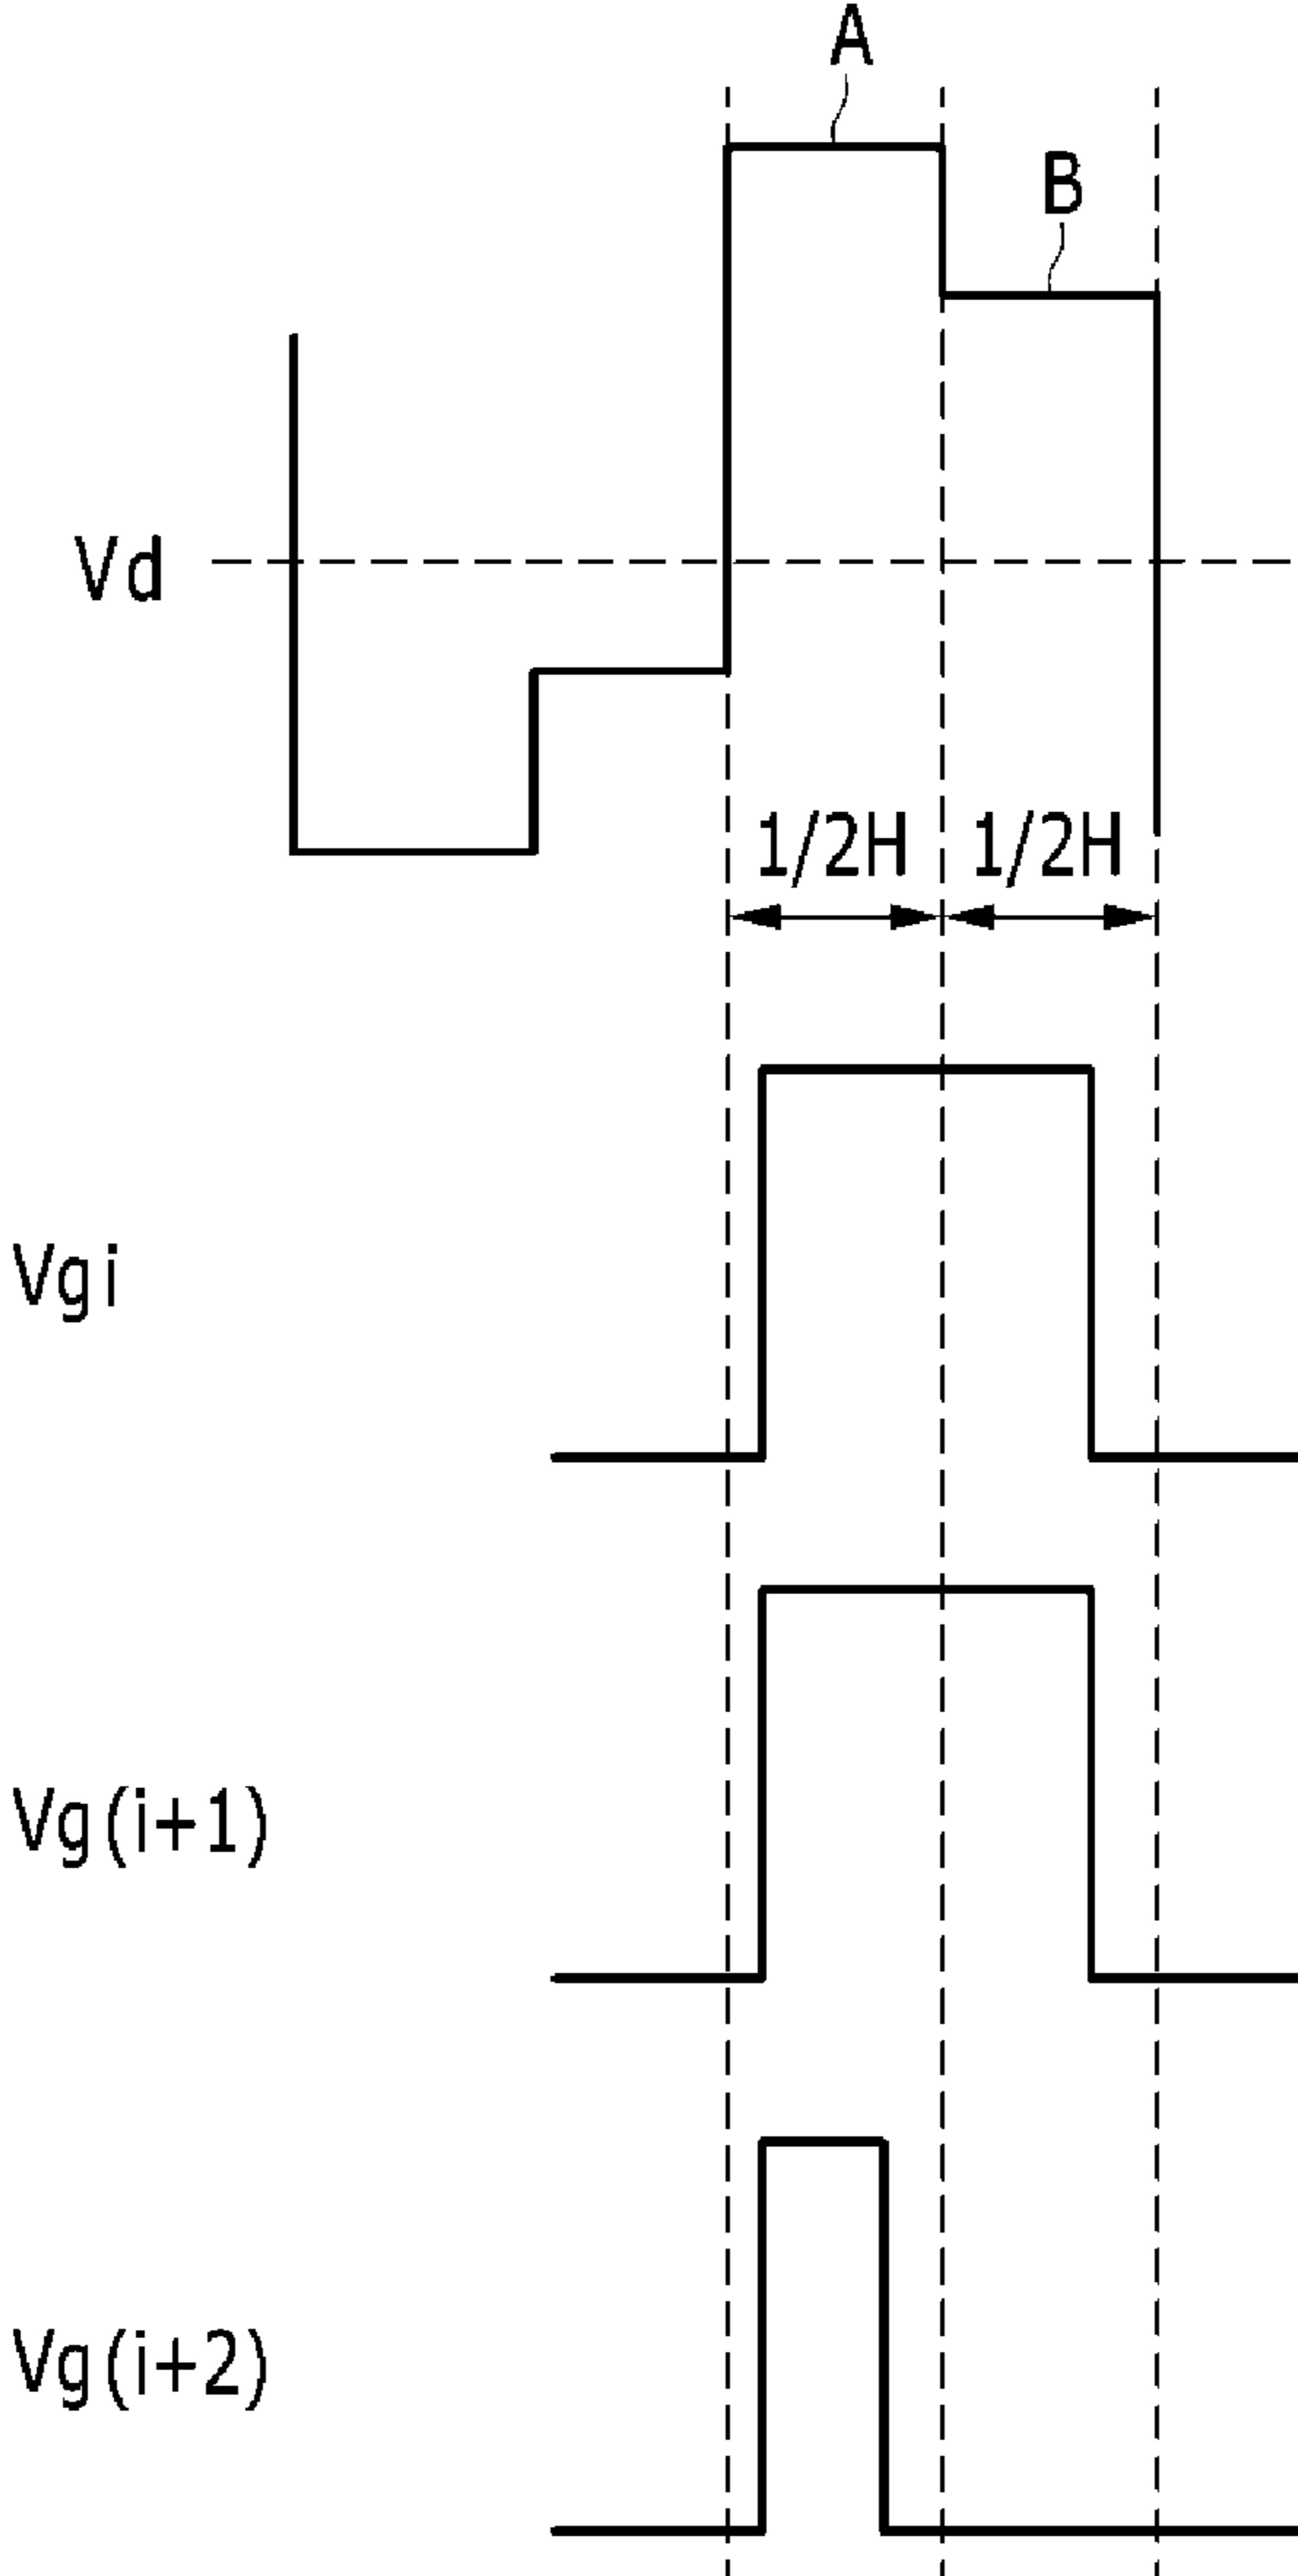 A
B
Vd
1/2H 1/2H
Vgi
Vg(i+1)
Vg(i+2)